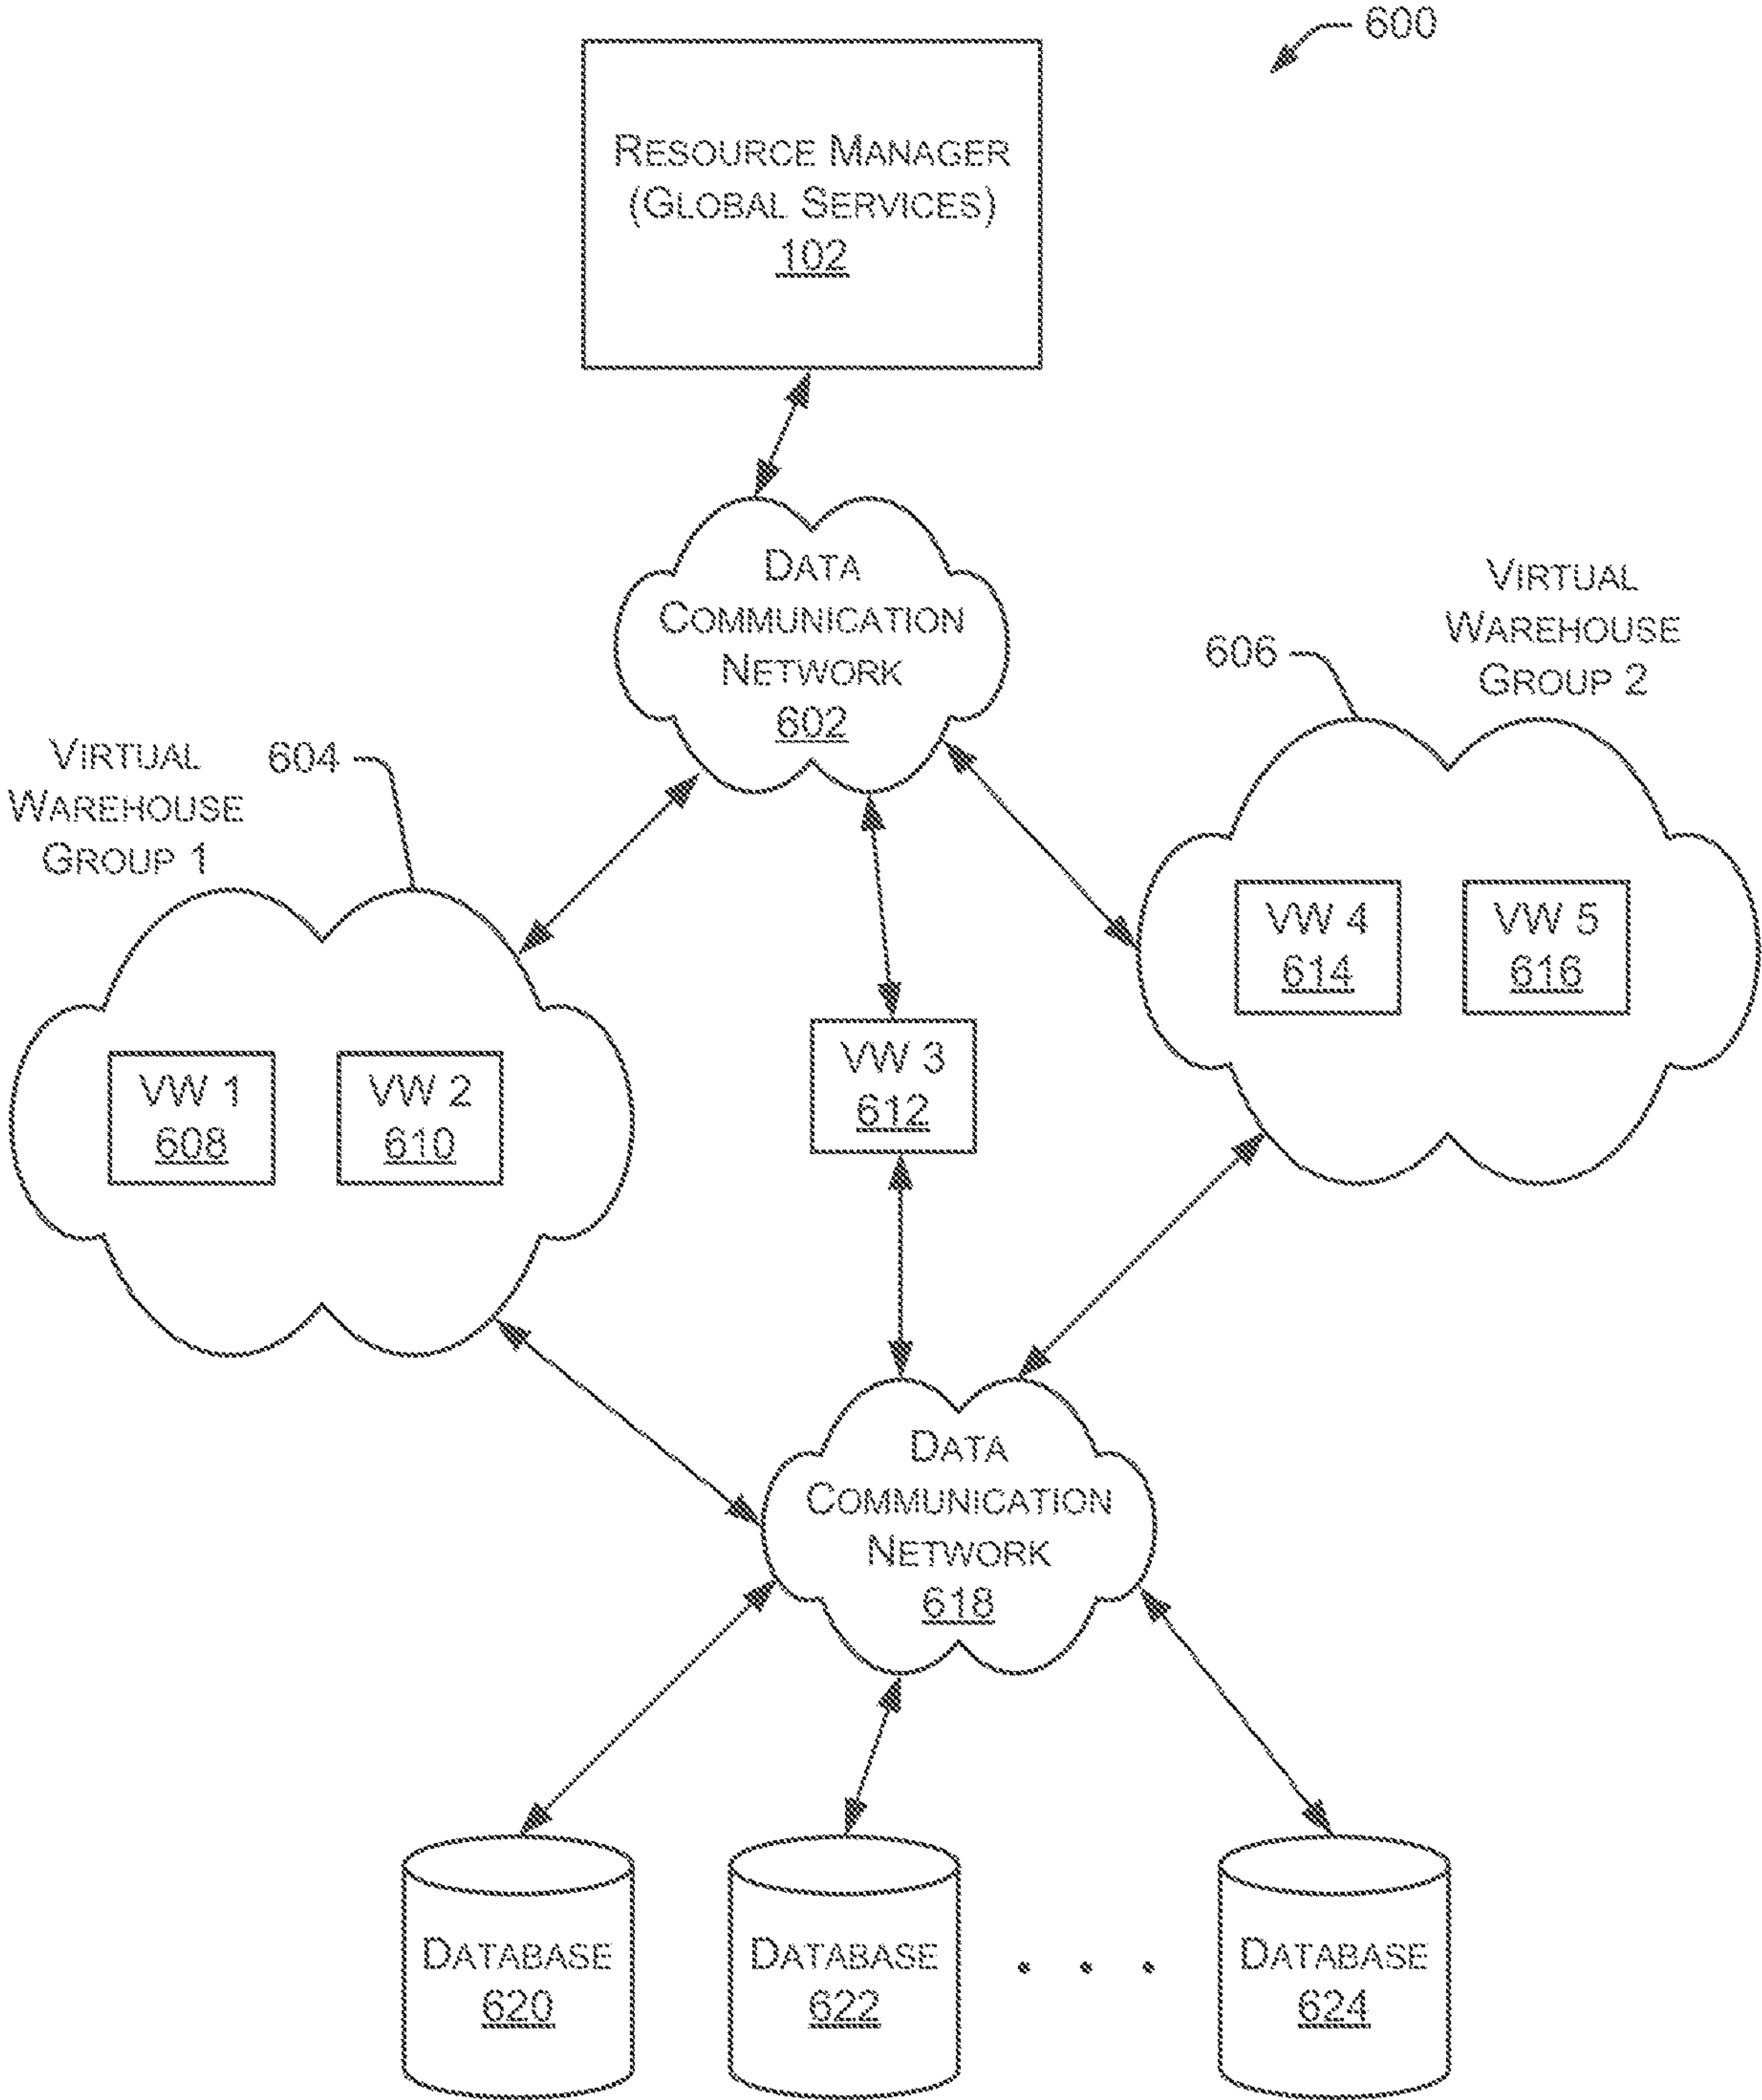 600
RESOURCE MANAGER
(GLOBAL SERVICES)
102
DATA
COMMUNICATION
NETWORK
602
VIRTUAL
WAREHOUSE
GROUP 2
606
VIRTUAL
WAREHOUSE
GROUP 1
604
VW 4
614
VW 5
616
VW 3
612
VW 1
608
VW 2
610
DATA
COMMUNICATION
NETWORK
618
DATABASE
620
DATABASE
622
. . .
DATABASE
624